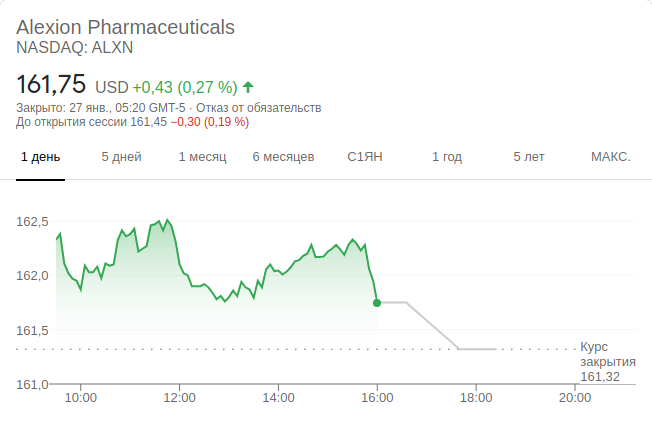 Alexion Pharmaceuticals
NASDAQ: ALXN
161,75 USD +0,43 (0,27 %)
Закрыто: 27 янв., 05:20 GMT-5 · Отказ от обязательств
До открытия сессии 161,45 −0,30 (0,19 %)
1 день 5 дней 1 месяц 6 месяцев С1ЯН 1 год 5 лет МАКС.
162,5
162,0
161,5
Курс
закрытия
161,32
161,0
10:00 12:00 14:00 16:00 18:00 20:00